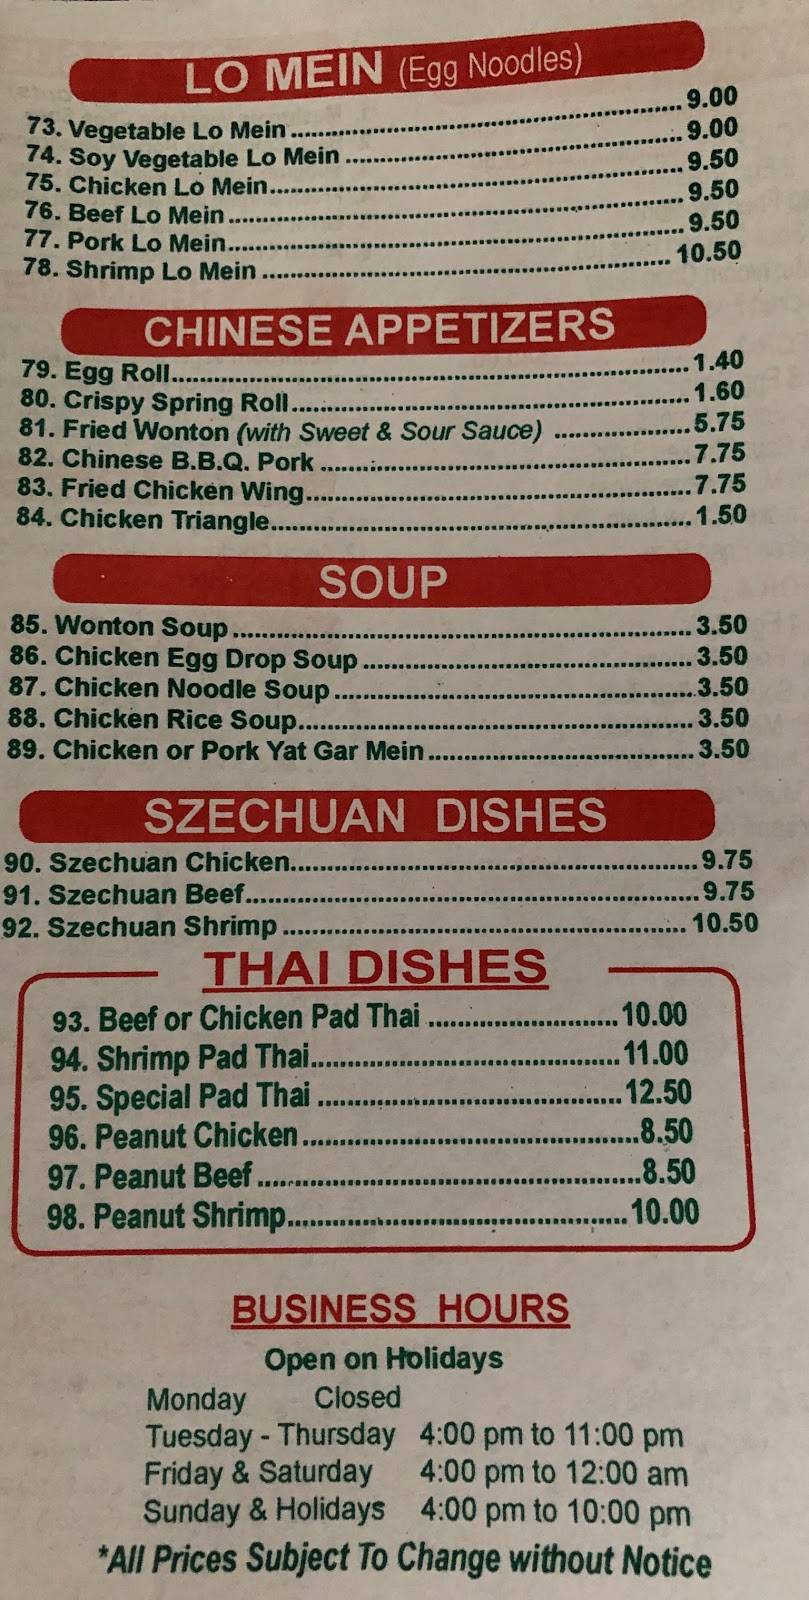 LO MEIN (Egg Noodles)
73. Vegetable Lo Mein 9.00
74. Soy Vegetable Lo Mein 9.00
75. Chicken Lo Mein 9.50
76. Beef Lo Mein 9.50
77. Pork Lo Mein 9.50
78. Shrimp Lo Mein 10.50
CHINESE APPETIZERS
79. Egg Roll 1.40
80. Crispy Spring Roll 1.60
81. Fried Wonton (with Sweet & Sour Sauce) 5.75
82. Chinese B.B.Q. Pork 7.75
83. Fried Chicken Wing 7.75
84. Chicken Triangle 1.50
SOUP
85. Wonton Soup 3.50
86. Chicken Egg Drop Soup 3.50
87. Chicken Noodle Soup 3.50
88. Chicken Rice Soup 3.50
89. Chicken or Pork Yat Gar Mein 3.50
SZECHUAN DISHES
90. Szechuan Chicken 9.75
91. Szechuan Beef 9.75
92. Szechuan Shrimp 10.50
THAI DISHES
93. Beef or Chicken Pad Thai 10.00
94. Shrimp Pad Thai 11.00
95. Special Pad Thai 12.50
96. Peanut Chicken 8.50
97. Peanut Beef 8.50
98. Peanut Shrimp 10.00
BUSINESS HOURS
Open on Holidays
Monday Closed
Tuesday - Thursday 4:00 pm to 11:00 pm
Friday & Saturday 4:00 pm to 12:00 am
Sunday & Holidays 4:00 pm to 10:00 pm
*All Prices Subject To Change without Notice